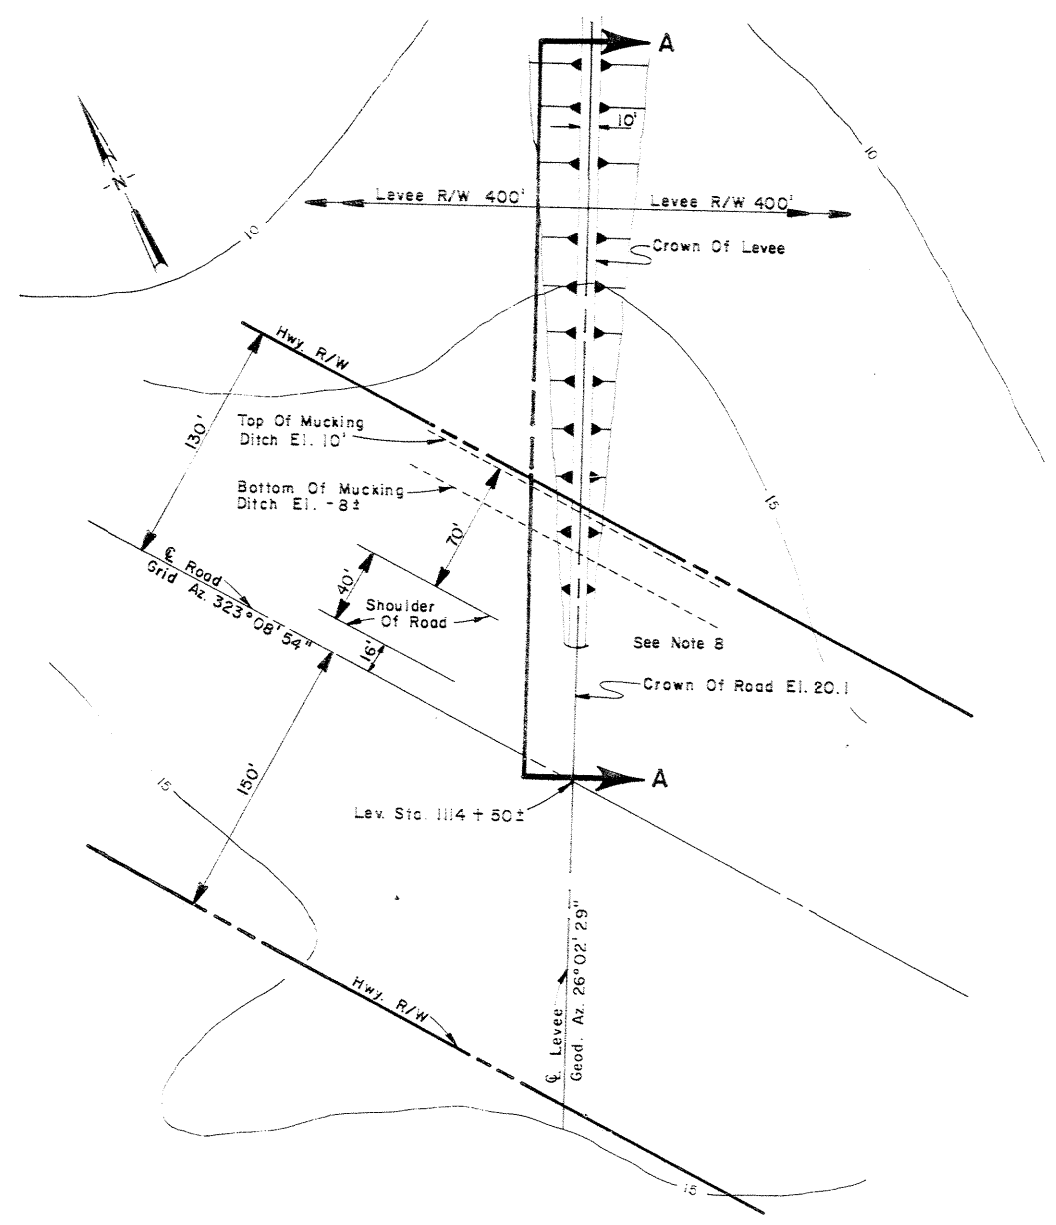 A
10'
10
N
Levee R/W 400'
Levee R/W 400'
10
Crown Of Levee
Hwy. R/W
130'
Top Of Mucking
Ditch El. 10'
Bottom Of Mucking
Ditch El. -8±
70'
15
℄ Road
Grid Az. 323°08'54"
40'
Shoulder
Of Road
16'
See Note 8
Crown Of Road El. 20.1
150'
15
A
Lev. Sta. 1114 + 50±
℄ Levee
Geod. Az. 26°02'29"
Hwy. R/W
15